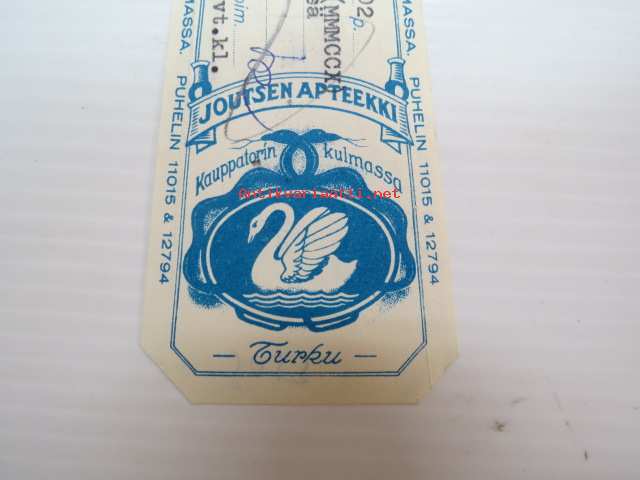 02
p.
(MMMCCX
sä
pim.
vt.kl.
JOUTSEN APTEEKKI
Kauppatorin kulmassa
Turku
MASSA. PUHELIN 11015 & 12794
MASSA. PUHELIN 11015 & 12794
Antikvariaatti.net